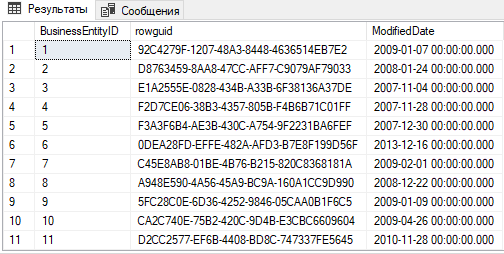 Результаты Сообщения
BusinessEntityID rowguid ModifiedDate
1 1 92C4279F-1207-48A3-8448-4636514EB7E2 2009-01-07 00:00:00.000
2 2 D8763459-8AA8-47CC-AFF7-C9079AF79033 2008-01-24 00:00:00.000
3 3 E1A2555E-0828-434B-A33B-6F38136A37DE 2007-11-04 00:00:00.000
4 4 F2D7CE06-38B3-4357-805B-F4B6B71C01FF 2007-11-28 00:00:00.000
5 5 F3A3F6B4-AE3B-430C-A754-9F2231BA6FEF 2007-12-30 00:00:00.000
6 6 0DEA28FD-EFFE-482A-AFD3-B7E8F199D56F 2013-12-16 00:00:00.000
7 7 C45E8AB8-01BE-4B76-B215-820C8368181A 2009-02-01 00:00:00.000
8 8 A948E590-4A56-45A9-BC9A-160A1CC9D990 2008-12-22 00:00:00.000
9 9 5FC28C0E-6D36-4252-9846-05CAA0B1F6C5 2009-01-09 00:00:00.000
10 10 CA2C740E-75B2-420C-9D4B-E3CBC6609604 2009-04-26 00:00:00.000
11 11 D2CC2577-EF6B-4408-BD8C-747337FE5645 2010-11-28 00:00:00.000